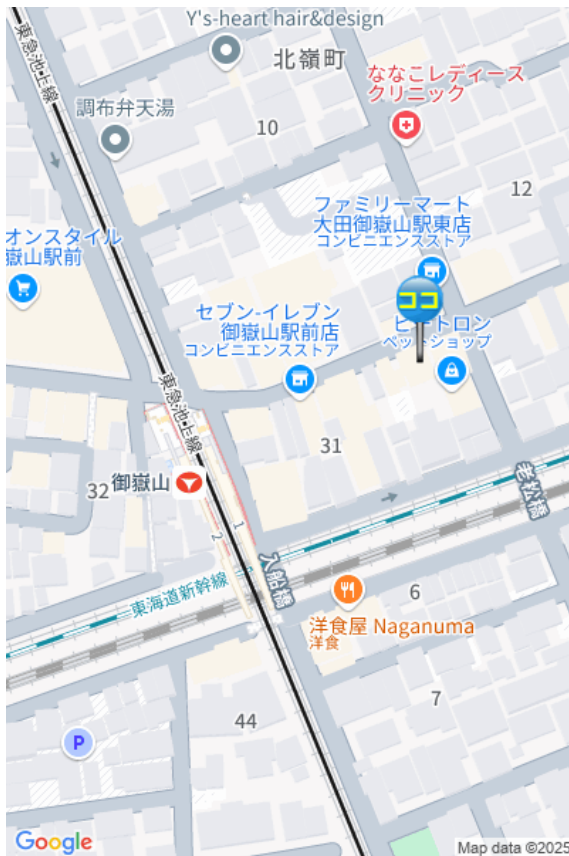 Y's-heart hair&design
東急池上線
北嶺町
ななこレディース
クリニック
調布弁天湯
10
12
ファミリーマート
大田御嶽山駅東店
コンビニエンスストア
オンスタイル
嶽山駅前
ココ
セブン-イレブン
御嶽山駅前店
コンビニエンスストア
ペットショップ
東急池上線
31
32
御嶽山
老松橋
1
2
入船橋
東海道新幹線
6
洋食屋 Naganuma
洋食
7
44
P
Google
Map data ©2025